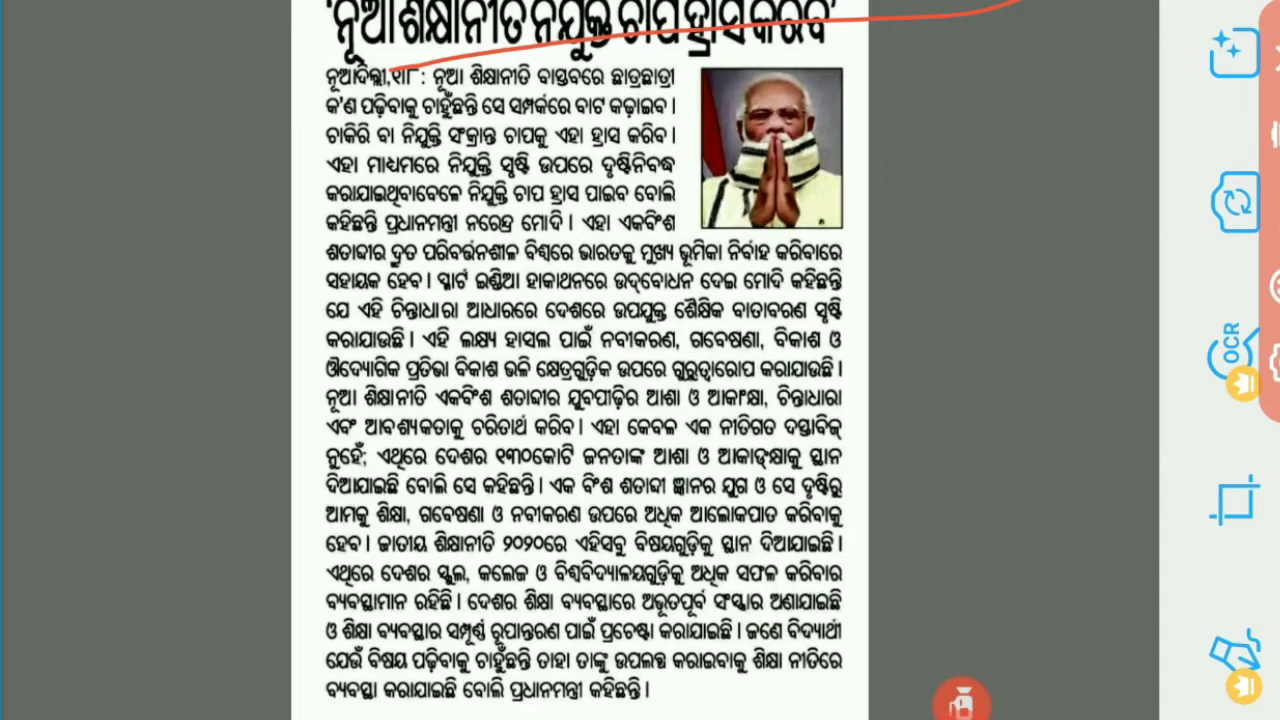 'ନୂଆ ଶିକ୍ଷାନୀତି ନିଯୁକ୍ତି ଚାପ ହ୍ରାସ କରିବ'
ନୂଆଦିଲ୍ଲୀ,୧ା୮: ନୂଆ ଶିକ୍ଷାନୀତି ବାସ୍ତବରେ ଛାତ୍ରଛାତ୍ରୀ
କ'ଣ ପଢ଼ିବାକୁ ଚାହୁଁଛନ୍ତି ସେ ସମ୍ପର୍କରେ ବାଟ କଢ଼ାଇବ ।
ଚାକିରି ବା ନିଯୁକ୍ତି ସଂକ୍ରାନ୍ତ ଚାପକୁ ଏହା ହ୍ରାସ କରିବ ।
ଏହା ମାଧ୍ୟମରେ ନିଯୁକ୍ତି ସୃଷ୍ଟି ଉପରେ ଦୃଷ୍ଟିନିବଦ୍ଧ
କରାଯାଇଥିବାବେଳେ ନିଯୁକ୍ତି ଚାପ ହ୍ରାସ ପାଇବ ବୋଲି
କହିଛନ୍ତି ପ୍ରଧାନମନ୍ତ୍ରୀ ନରେନ୍ଦ୍ର ମୋଦି । ଏହା ଏକବିଂଶ
ଶତାବ୍ଦୀର ଦ୍ରୁତ ପରିବର୍ତ୍ତନଶୀଳ ବିଶ୍ୱରେ ଭାରତକୁ ମୁଖ୍ୟ ଭୂମିକା ନିର୍ବାହ କରିବାରେ
ସହାୟକ ହେବ । ସ୍ମାର୍ଟ ଇଣ୍ଡିଆ ହାକାଥନରେ ଉଦ୍‌ବୋଧନ ଦେଇ ମୋଦି କହିଛନ୍ତି
ଯେ ଏହି ଚିନ୍ତାଧାରା ଆଧାରରେ ଦେଶରେ ଉପଯୁକ୍ତ ଶୈକ୍ଷିକ ବାତାବରଣ ସୃଷ୍ଟି
କରାଯାଉଛି । ଏହି ଲକ୍ଷ୍ୟ ହାସଲ ପାଇଁ ନବୀକରଣ, ଗବେଷଣା, ବିକାଶ ଓ
ଔଦ୍ୟୋଗିକ ପ୍ରତିଭା ବିକାଶ ଭଳି କ୍ଷେତ୍ରଗୁଡ଼ିକ ଉପରେ ଗୁରୁତ୍ୱାରୋପ କରାଯାଉଛି ।
ନୂଆ ଶିକ୍ଷାନୀତି ଏକବିଂଶ ଶତାବ୍ଦୀର ଯୁବପୀଢ଼ିର ଆଶା ଓ ଆକାଂକ୍ଷା, ଚିନ୍ତାଧାରା
ଏବଂ ଆବଶ୍ୟକତାକୁ ଚରିତାର୍ଥ କରିବ । ଏହା କେବଳ ଏକ ନୀତିଗତ ଦସ୍ତାବିଜ୍
ନୁହେଁ; ଏଥିରେ ଦେଶର ୧୩୦କୋଟି ଜନତାଙ୍କ ଆଶା ଓ ଆକାଙ୍କ୍ଷାକୁ ସ୍ଥାନ
ଦିଆଯାଇଛି ବୋଲି ସେ କହିଛନ୍ତି । ଏକ ବିଂଶ ଶତାବ୍ଦୀ ଜ୍ଞାନର ଯୁଗ ଓ ସେ ଦୃଷ୍ଟିରୁ
ଆମକୁ ଶିକ୍ଷା, ଗବେଷଣା ଓ ନବୀକରଣ ଉପରେ ଅଧିକ ଆଲୋକପାତ କରିବାକୁ
ହେବ । ଜାତୀୟ ଶିକ୍ଷାନୀତି ୨୦୨୦ରେ ଏହିସବୁ ବିଷୟଗୁଡ଼ିକୁ ସ୍ଥାନ ଦିଆଯାଇଛି ।
ଏଥିରେ ଦେଶର ସ୍କୁଲ, କଲେଜ ଓ ବିଶ୍ୱବିଦ୍ୟାଳୟଗୁଡ଼ିକୁ ଅଧିକ ସଫଳ କରିବାର
ବ୍ୟବସ୍ଥାମାନ ରହିଛି । ଦେଶର ଶିକ୍ଷା ବ୍ୟବସ୍ଥାରେ ଅଭୂତପୂର୍ବ ସଂସ୍କାର ଅଣାଯାଇଛି
ଓ ଶିକ୍ଷା ବ୍ୟବସ୍ଥାର ସମ୍ପୂର୍ଣ୍ଣ ରୂପାନ୍ତରଣ ପାଇଁ ପ୍ରଚେଷ୍ଟା କରାଯାଇଛି । ଜଣେ ବିଦ୍ୟାର୍ଥୀ
ଯେଉଁ ବିଷୟ ପଢ଼ିବାକୁ ଚାହୁଁଛନ୍ତି ତାହା ତାଙ୍କୁ ଉପଲବ୍ଧ କରାଇବାକୁ ଶିକ୍ଷା ନୀତିରେ
ବ୍ୟବସ୍ଥା କରାଯାଇଛି ବୋଲି ପ୍ରଧାନମନ୍ତ୍ରୀ କହିଛନ୍ତି ।
OCR